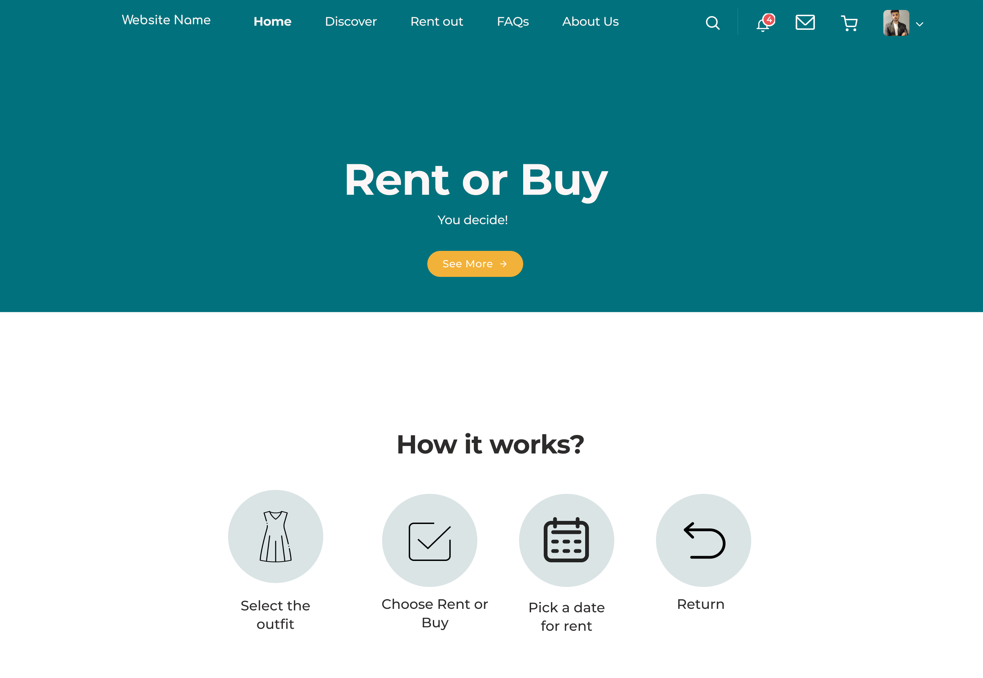 Website Name Home Discover Rent out FAQs About Us 4
Rent or Buy
You decide!
See More →
How it works?
Select the
outfit
Choose Rent or
Buy
Pick a date
for rent
Return